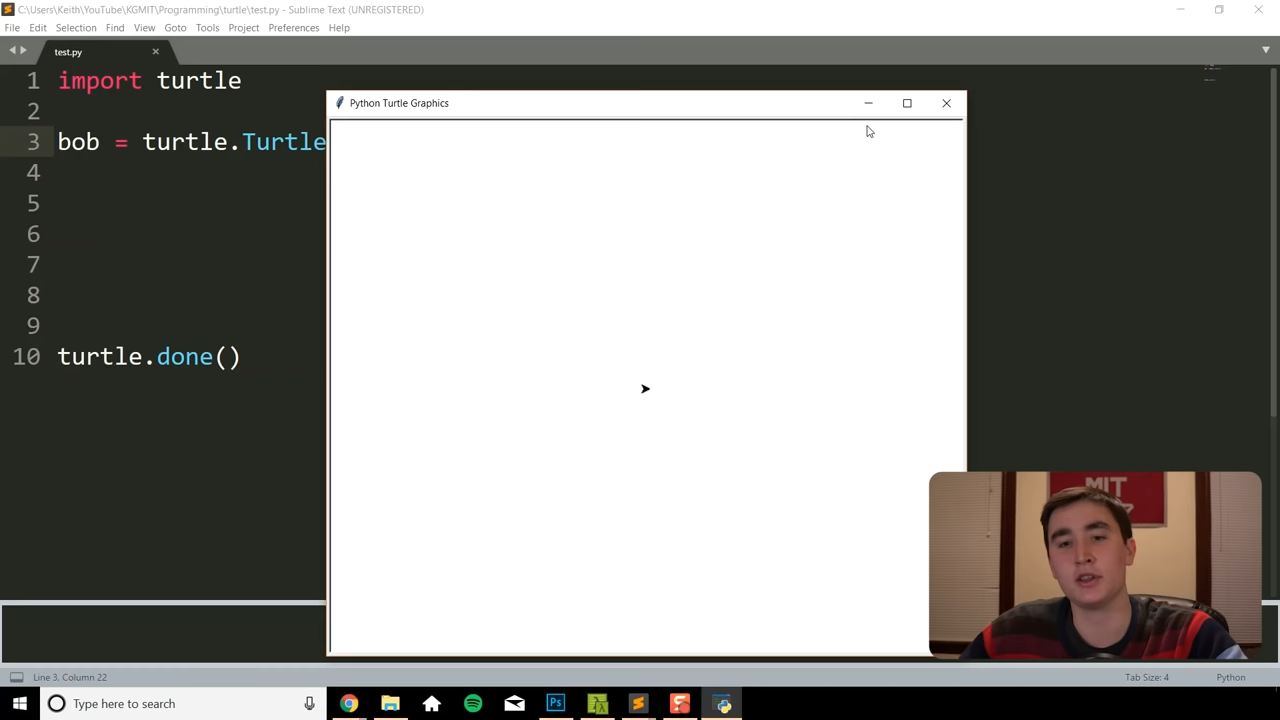 C:\Users\Keith\YouTube\KGMIT\Programming\turtle\test.py - Sublime Text (UNREGISTERED)
File Edit Selection Find View Goto Tools Project Preferences Help
test.py
1 import turtle
2
3 bob = turtle.Turtle
4
5
6
7
8
9
10 turtle.done()
Python Turtle Graphics
MIT
Line 3, Column 22
Tab Size: 4
Python
Type here to search
Ps